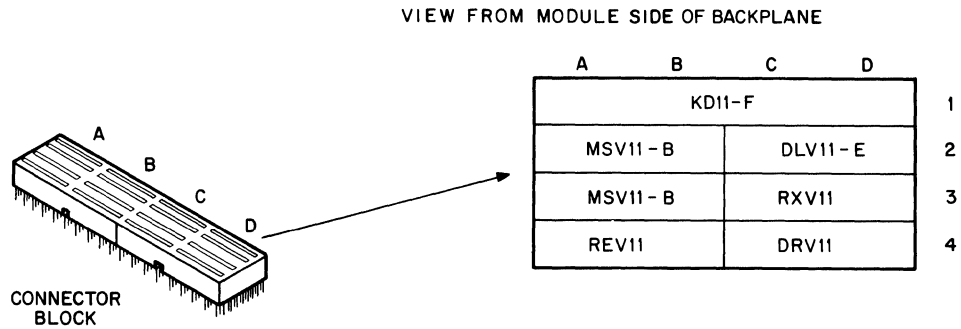 VIEW FROM MODULE SIDE OF BACKPLANE
A B C D
KD11-F 1
MSV11-B DLV11-E 2
MSV11-B RXV11 3
REV11 DRV11 4
A
B
C
D
CONNECTOR
BLOCK